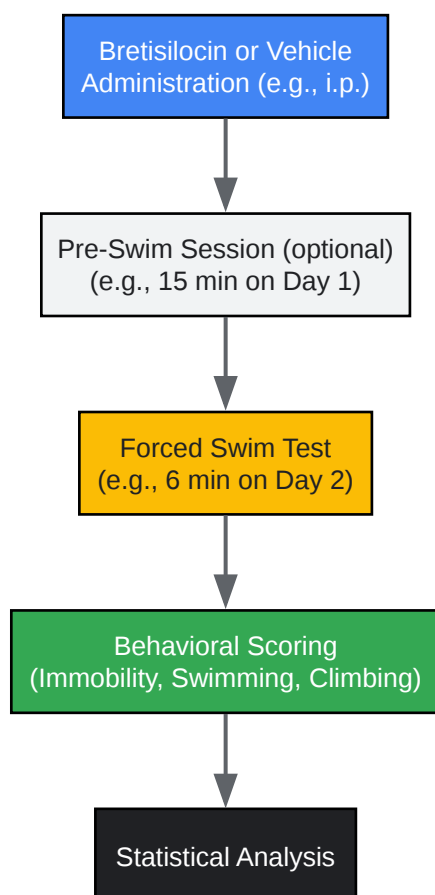 Bretisilocin or Vehicle
Administration (e.g., i.p.)
Pre-Swim Session (optional)
(e.g., 15 min on Day 1)
Forced Swim Test
(e.g., 6 min on Day 2)
Behavioral Scoring
(Immobility, Swimming, Climbing)
Statistical Analysis